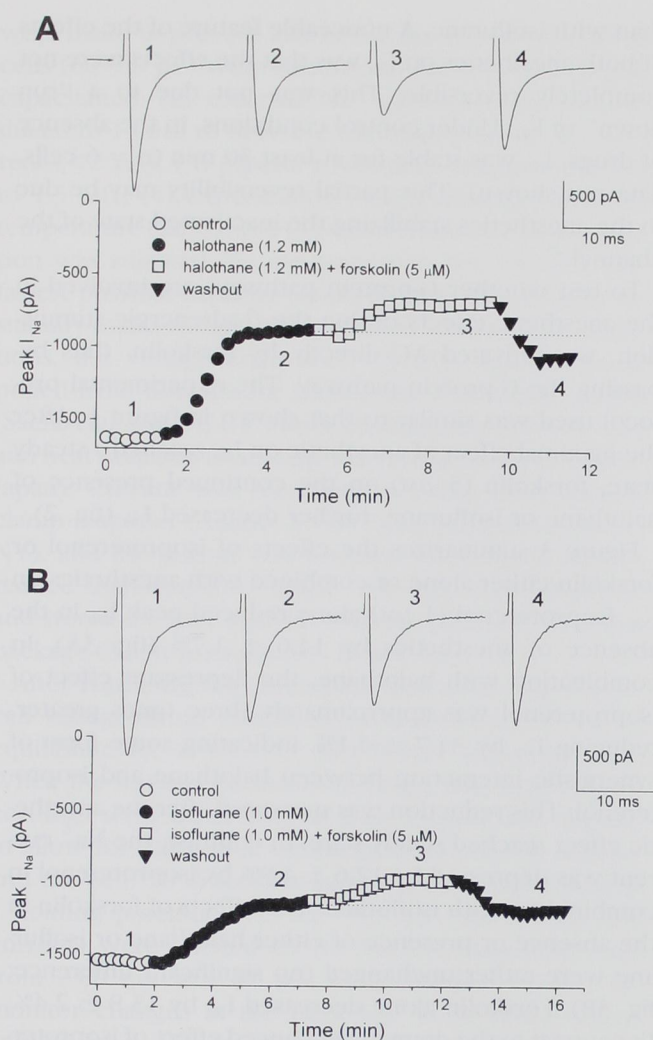 A
1 2 3 4
500 pA
10 ms
0
-500
-1000
-1500
Peak I Na (pA)
control
halothane (1.2 mM)
halothane (1.2 mM) + forskolin (5 µM)
washout
1 2 3 4
0 2 4 6 8 10 12
Time (min)
B
1 2 3 4
500 pA
10 ms
0
-500
-1000
-1500
Peak I Na (pA)
control
isoflurane (1.0 mM)
isoflurane (1.0 mM) + forskolin (5 µM)
washout
1 2 3 4
0 2 4 6 8 10 12 14 16
Time (min)